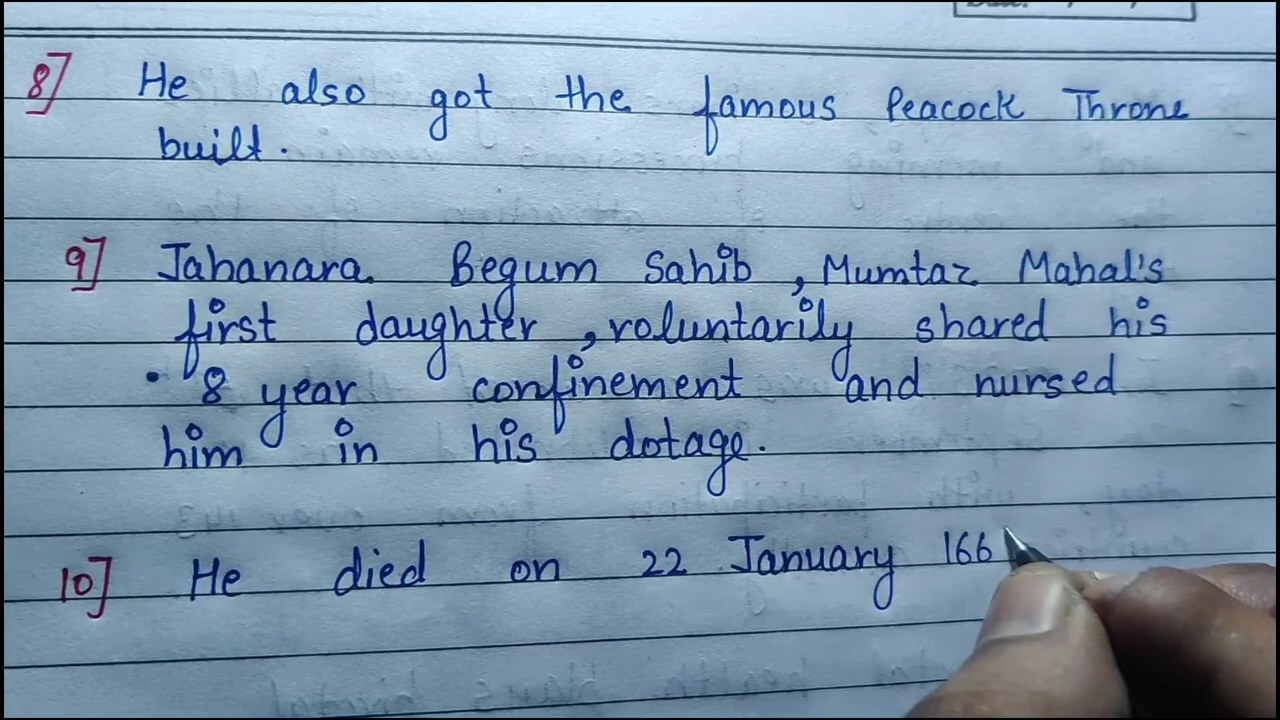 8] He also got the famous Peacock Throne
built.
9] Jahanara Begum Sahib, Mumtaz Mahal's
first daughter, voluntarily shared his
8 year confinement and nursed
him in his dotage.
10] He died on 22 January 166